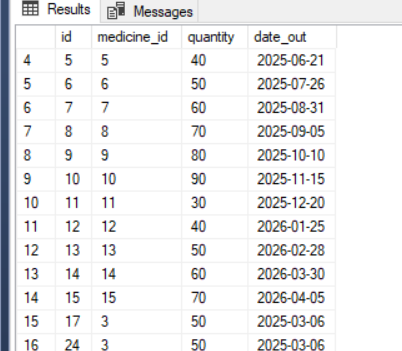 Results Messages
id medicine_id quantity date_out
4 5 5 40 2025-06-21
5 6 6 50 2025-07-26
6 7 7 60 2025-08-31
7 8 8 70 2025-09-05
8 9 9 80 2025-10-10
9 10 10 90 2025-11-15
10 11 11 30 2025-12-20
11 12 12 40 2026-01-25
12 13 13 50 2026-02-28
13 14 14 60 2026-03-30
14 15 15 70 2026-04-05
15 17 3 50 2025-03-06
16 24 3 50 2025-03-06